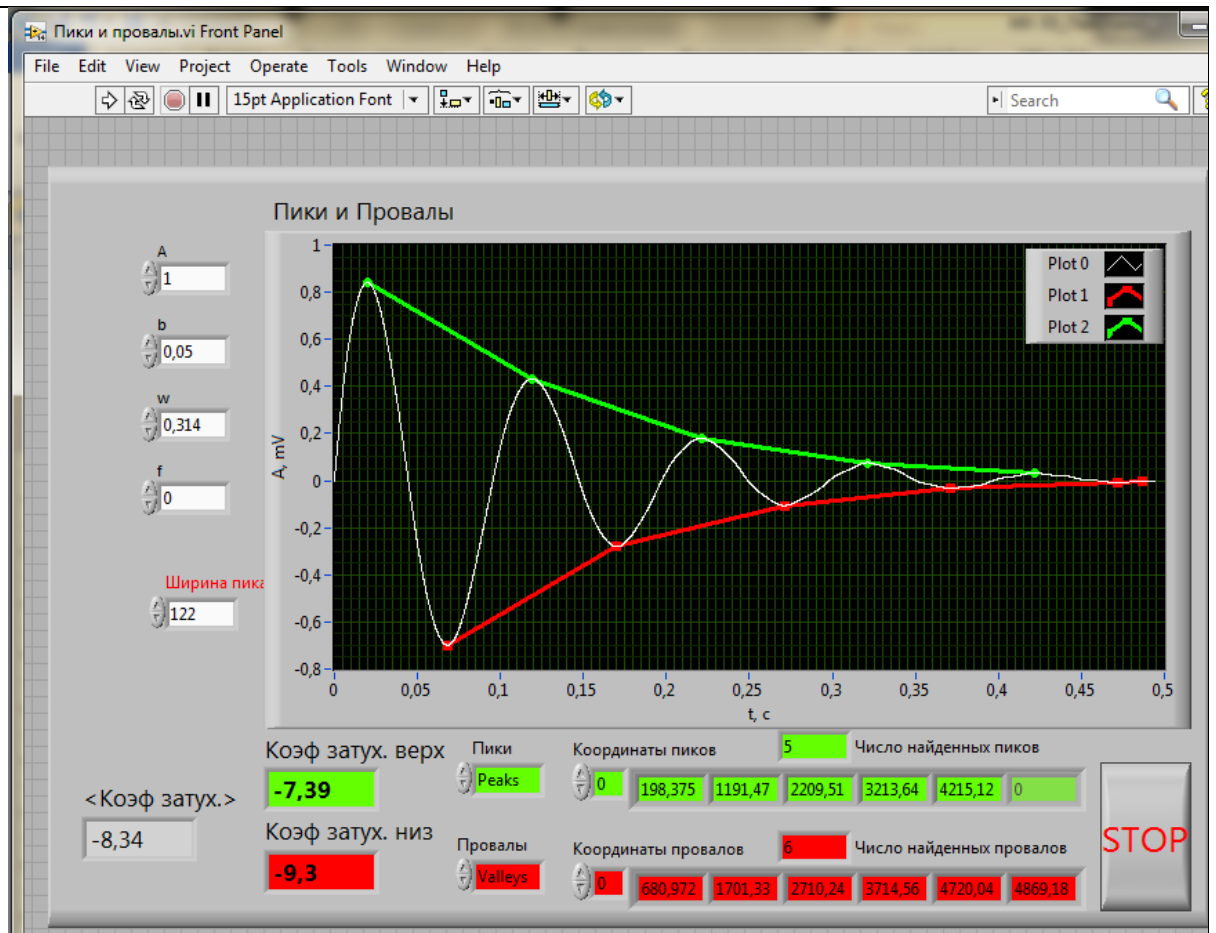 Пики и провалы.vi Front Panel
File Edit View Project Operate Tools Window Help
15pt Application Font
Search
Пики и Провалы
A
1
b
0,05
w
0,314
f
0
Ширина пика
122
A, mV
1
0,8
0,6
0,4
0,2
0
-0,2
-0,4
-0,6
-0,8
0 0,05 0,1 0,15 0,2 0,25 0,3 0,35 0,4 0,45 0,5
t, c
Plot 0
Plot 1
Plot 2
Коэф затух. верх
-7,39
Пики
Peaks
Координаты пиков
5
Число найденных пиков
0
198,375 1191,47 2209,51 3213,64 4215,12 0
<Коэф затух.>
-8,34
Коэф затух. низ
-9,3
Провалы
Valleys
Координаты провалов
6
Число найденных провалов
0
680,972 1701,33 2710,24 3714,56 4720,04 4869,18
STOP